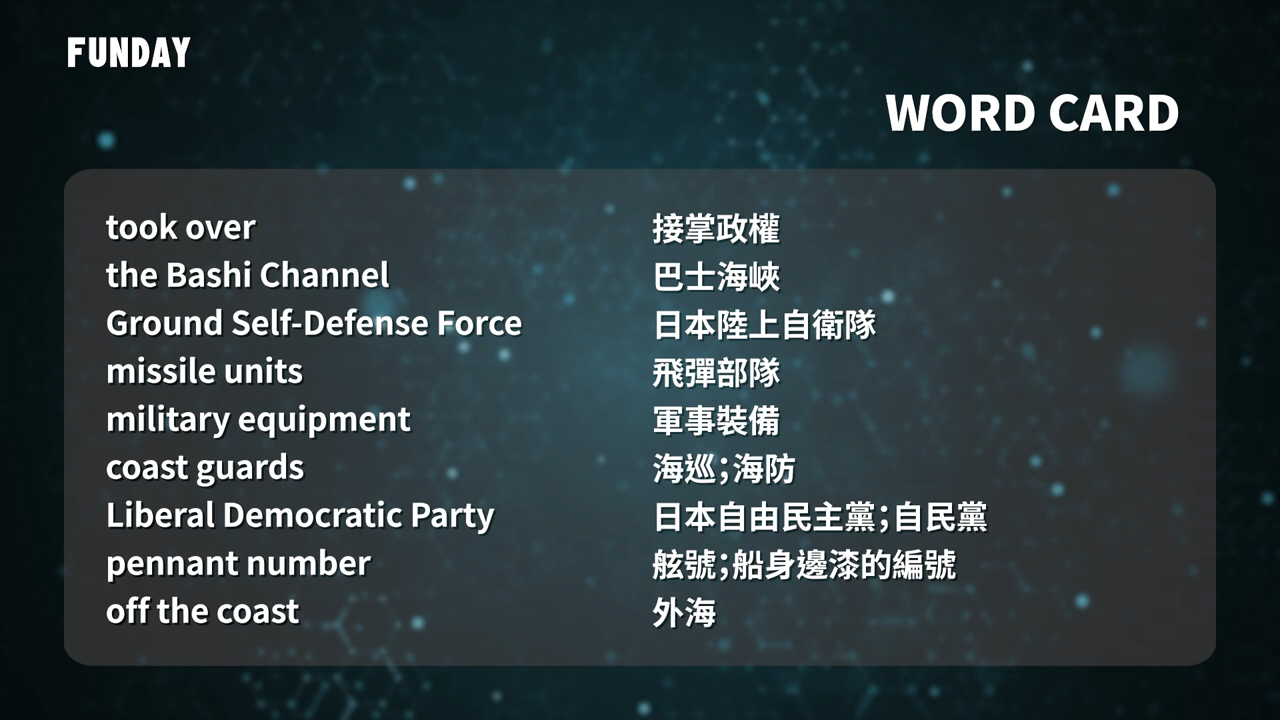 FUNDAY
WORD CARD
took over 接掌政權
the Bashi Channel 巴士海峽
Ground Self-Defense Force 日本陸上自衛隊
missile units 飛彈部隊
military equipment 軍事裝備
coast guards 海巡;海防
Liberal Democratic Party 日本自由民主黨;自民黨
pennant number 舷號;船身邊漆的編號
off the coast 外海